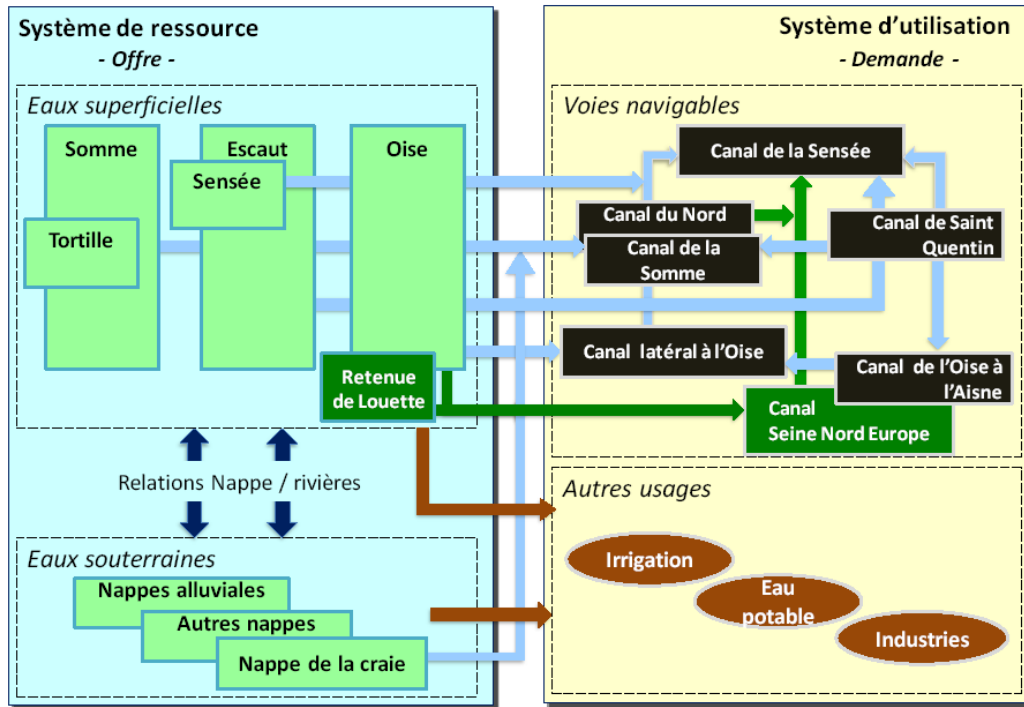 Système de ressource
- Offre -
Eaux superficielles
Somme
Escaut
Oise
Sensée
Tortille
Retenue
de Louette
Relations Nappe / rivières
Eaux souterraines
Nappes alluviales
Autres nappes
Nappe de la craie
Système d'utilisation
- Demande -
Voies navigables
Canal de la Sensée
Canal du Nord
Canal de la
Somme
Canal de Saint
Quentin
Canal latéral à l'Oise
Canal de l'Oise à
l'Aisne
Canal
Seine Nord Europe
Autres usages
Irrigation
Eau
potable
Industries